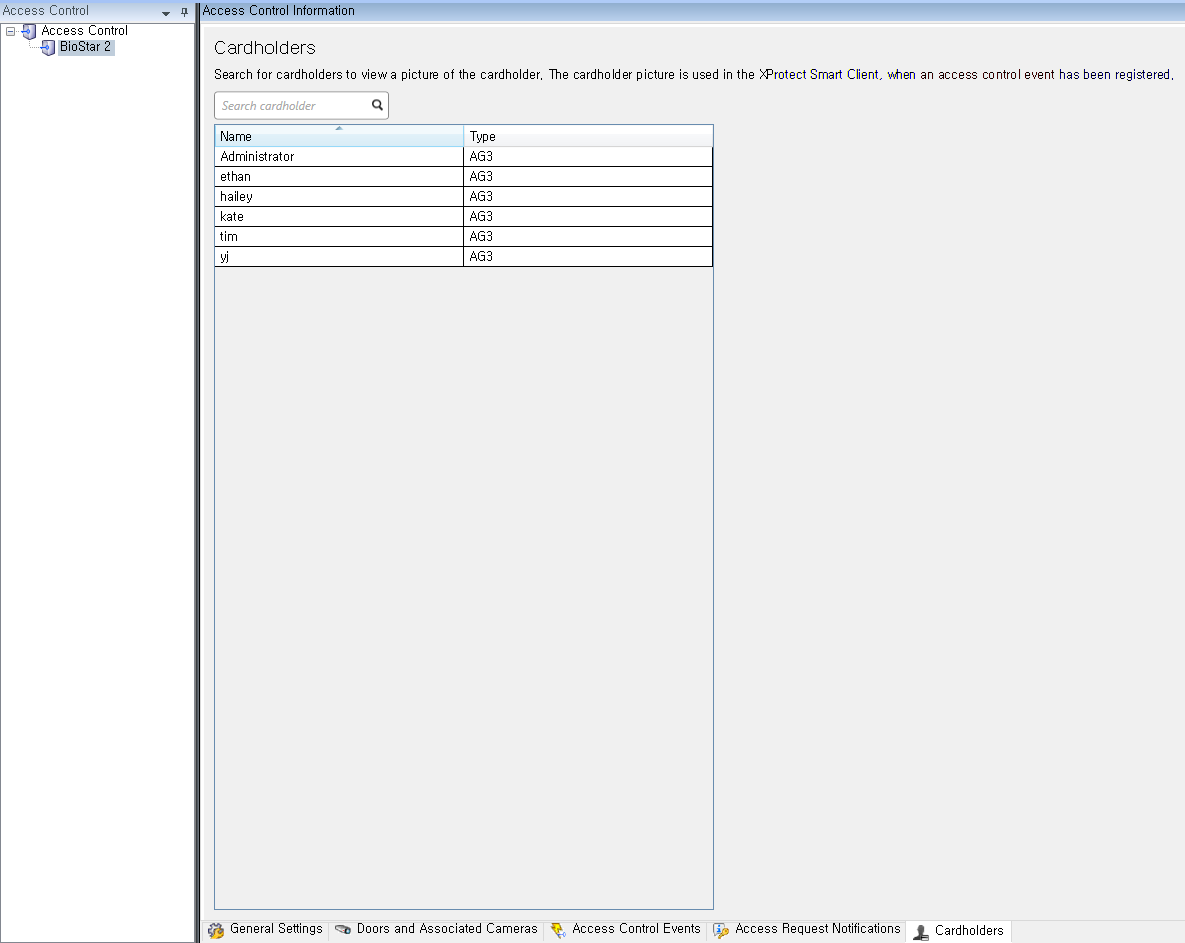 Access Control
Access Control
BioStar 2
Access Control Information
Cardholders
Search for cardholders to view a picture of the cardholder. The cardholder picture is used in the XProtect Smart Client, when an access control event has been registered.
Search cardholder
Name Type
Administrator AG3
ethan AG3
hailey AG3
kate AG3
tim AG3
yj AG3
General Settings Doors and Associated Cameras Access Control Events Access Request Notifications Cardholders